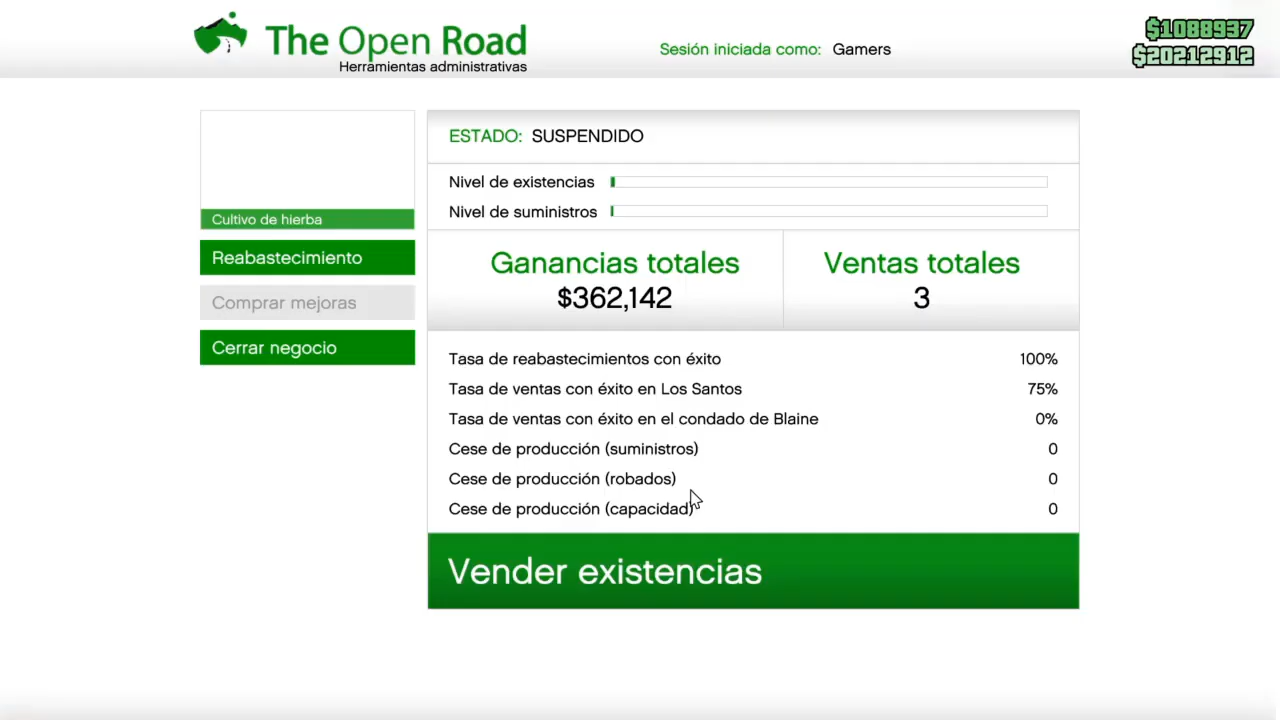 The Open Road
Herramientas administrativas
Sesión iniciada como: Gamers
$1088937
$20212912
Cultivo de hierba
Reabastecimiento
Comprar mejoras
Cerrar negocio
ESTADO: SUSPENDIDO
Nivel de existencias
Nivel de suministros
Ganancias totales
$362,142
Ventas totales
3
Tasa de reabastecimientos con éxito 100%
Tasa de ventas con éxito en Los Santos 75%
Tasa de ventas con éxito en el condado de Blaine 0%
Cese de producción (suministros) 0
Cese de producción (robados) 0
Cese de producción (capacidad) 0
Vender existencias